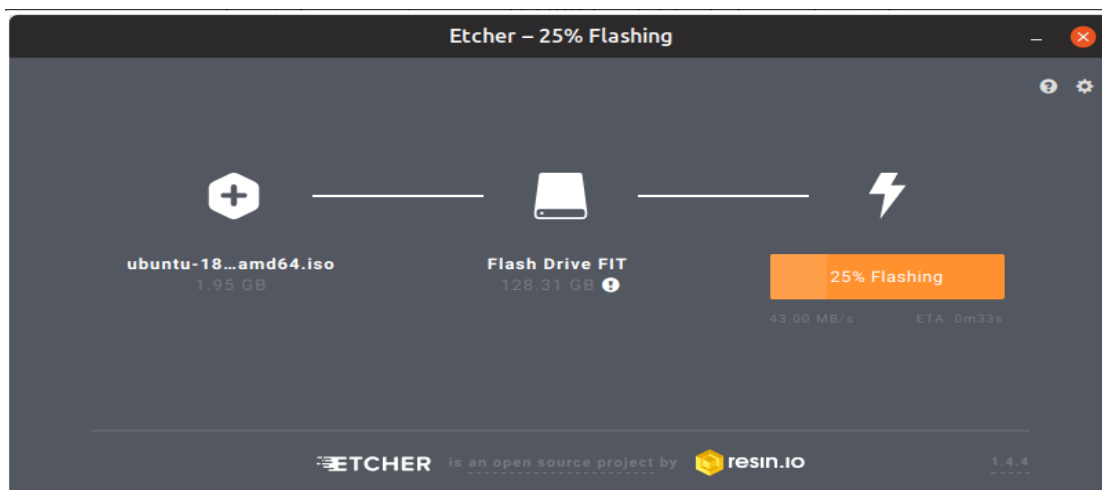 Etcher – 25% Flashing
ubuntu-18...amd64.iso
1.95 GB
Flash Drive FIT
128.31 GB
25% Flashing
43.00 MB/s ETA: 0m33s
ETCHER is an open source project by resin.io 1.4.4